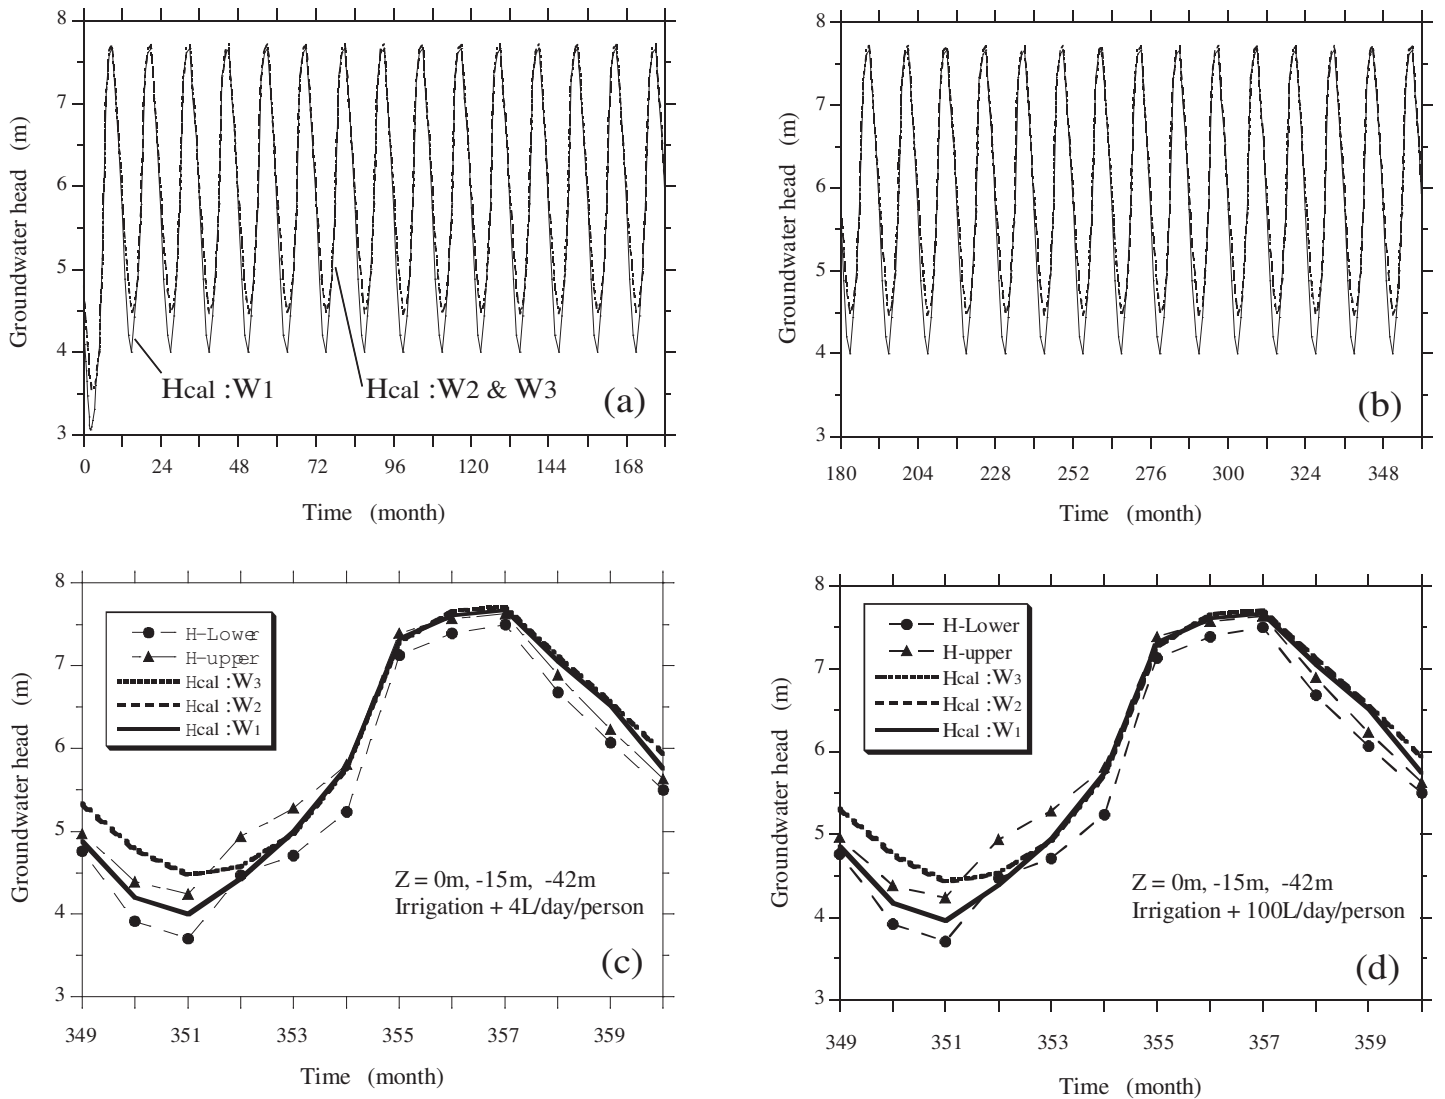 8
7
6
5
4
3
Groundwater head (m)
Hcal :W1
Hcal :W2 & W3
(a)
0 24 48 72 96 120 144 168
Time (month)
8
7
6
5
4
3
Groundwater head (m)
(b)
180 204 228 252 276 300 324 348
Time (month)
8
7
6
5
4
3
Groundwater head (m)
H-Lower
H-upper
Hcal :W3
Hcal :W2
Hcal :W1
Z = 0m, -15m, -42m
Irrigation + 4L/day/person
(c)
349 351 353 355 357 359
Time (month)
8
7
6
5
4
3
Groundwater head (m)
H-Lower
H-upper
Hcal :W3
Hcal :W2
Hcal :W1
Z = 0m, -15m, -42m
Irrigation + 100L/day/person
(d)
349 351 353 355 357 359
Time (month)